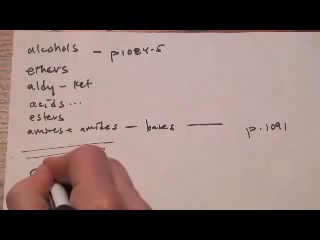 alcohols — p1084-5
ethers
aldy - ket
acids...
esters
amines + amides — bases — p.1091